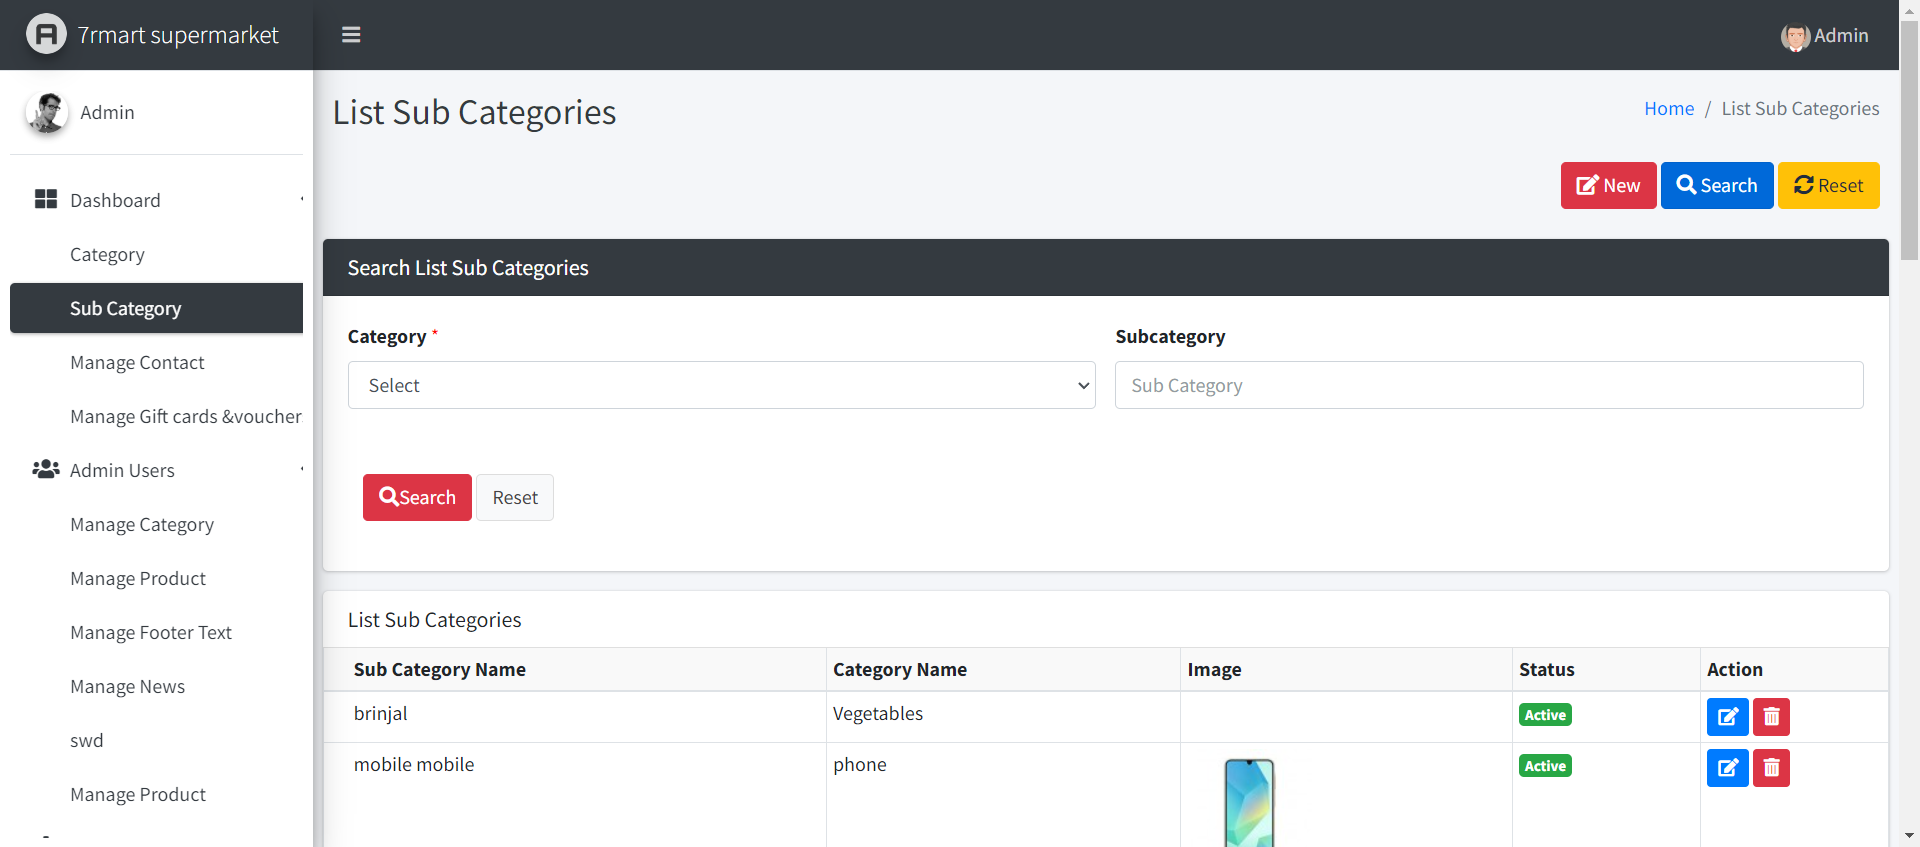 7rmart supermarket
Admin
Admin
List Sub Categories
Home / List Sub Categories
New
Search
Reset
Dashboard
Category
Sub Category
Manage Contact
Manage Gift cards &voucher
Admin Users
Manage Category
Manage Product
Manage Footer Text
Manage News
swd
Manage Product
Search List Sub Categories
Category *
Subcategory
Select
Sub Category
Search
Reset
List Sub Categories
Sub Category Name Category Name Image Status Action
brinjal Vegetables Active
mobile mobile phone Active